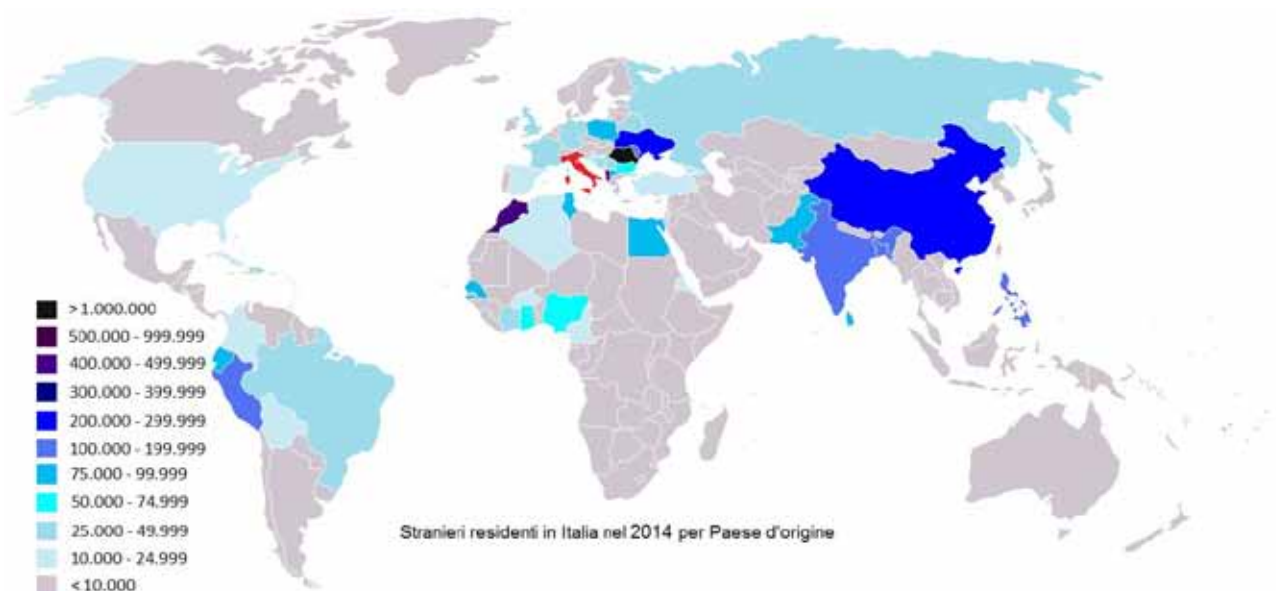 >1.000.000
500.000 - 999.999
400.000 - 499.999
300.000 - 399.999
200.000 - 299.999
100.000 - 199.999
75.000 - 99.999
50.000 - 74.999
25.000 - 49.999
10.000 - 24.999
<10.000
Stranieri residenti in Italia nel 2014 per Paese d'origine